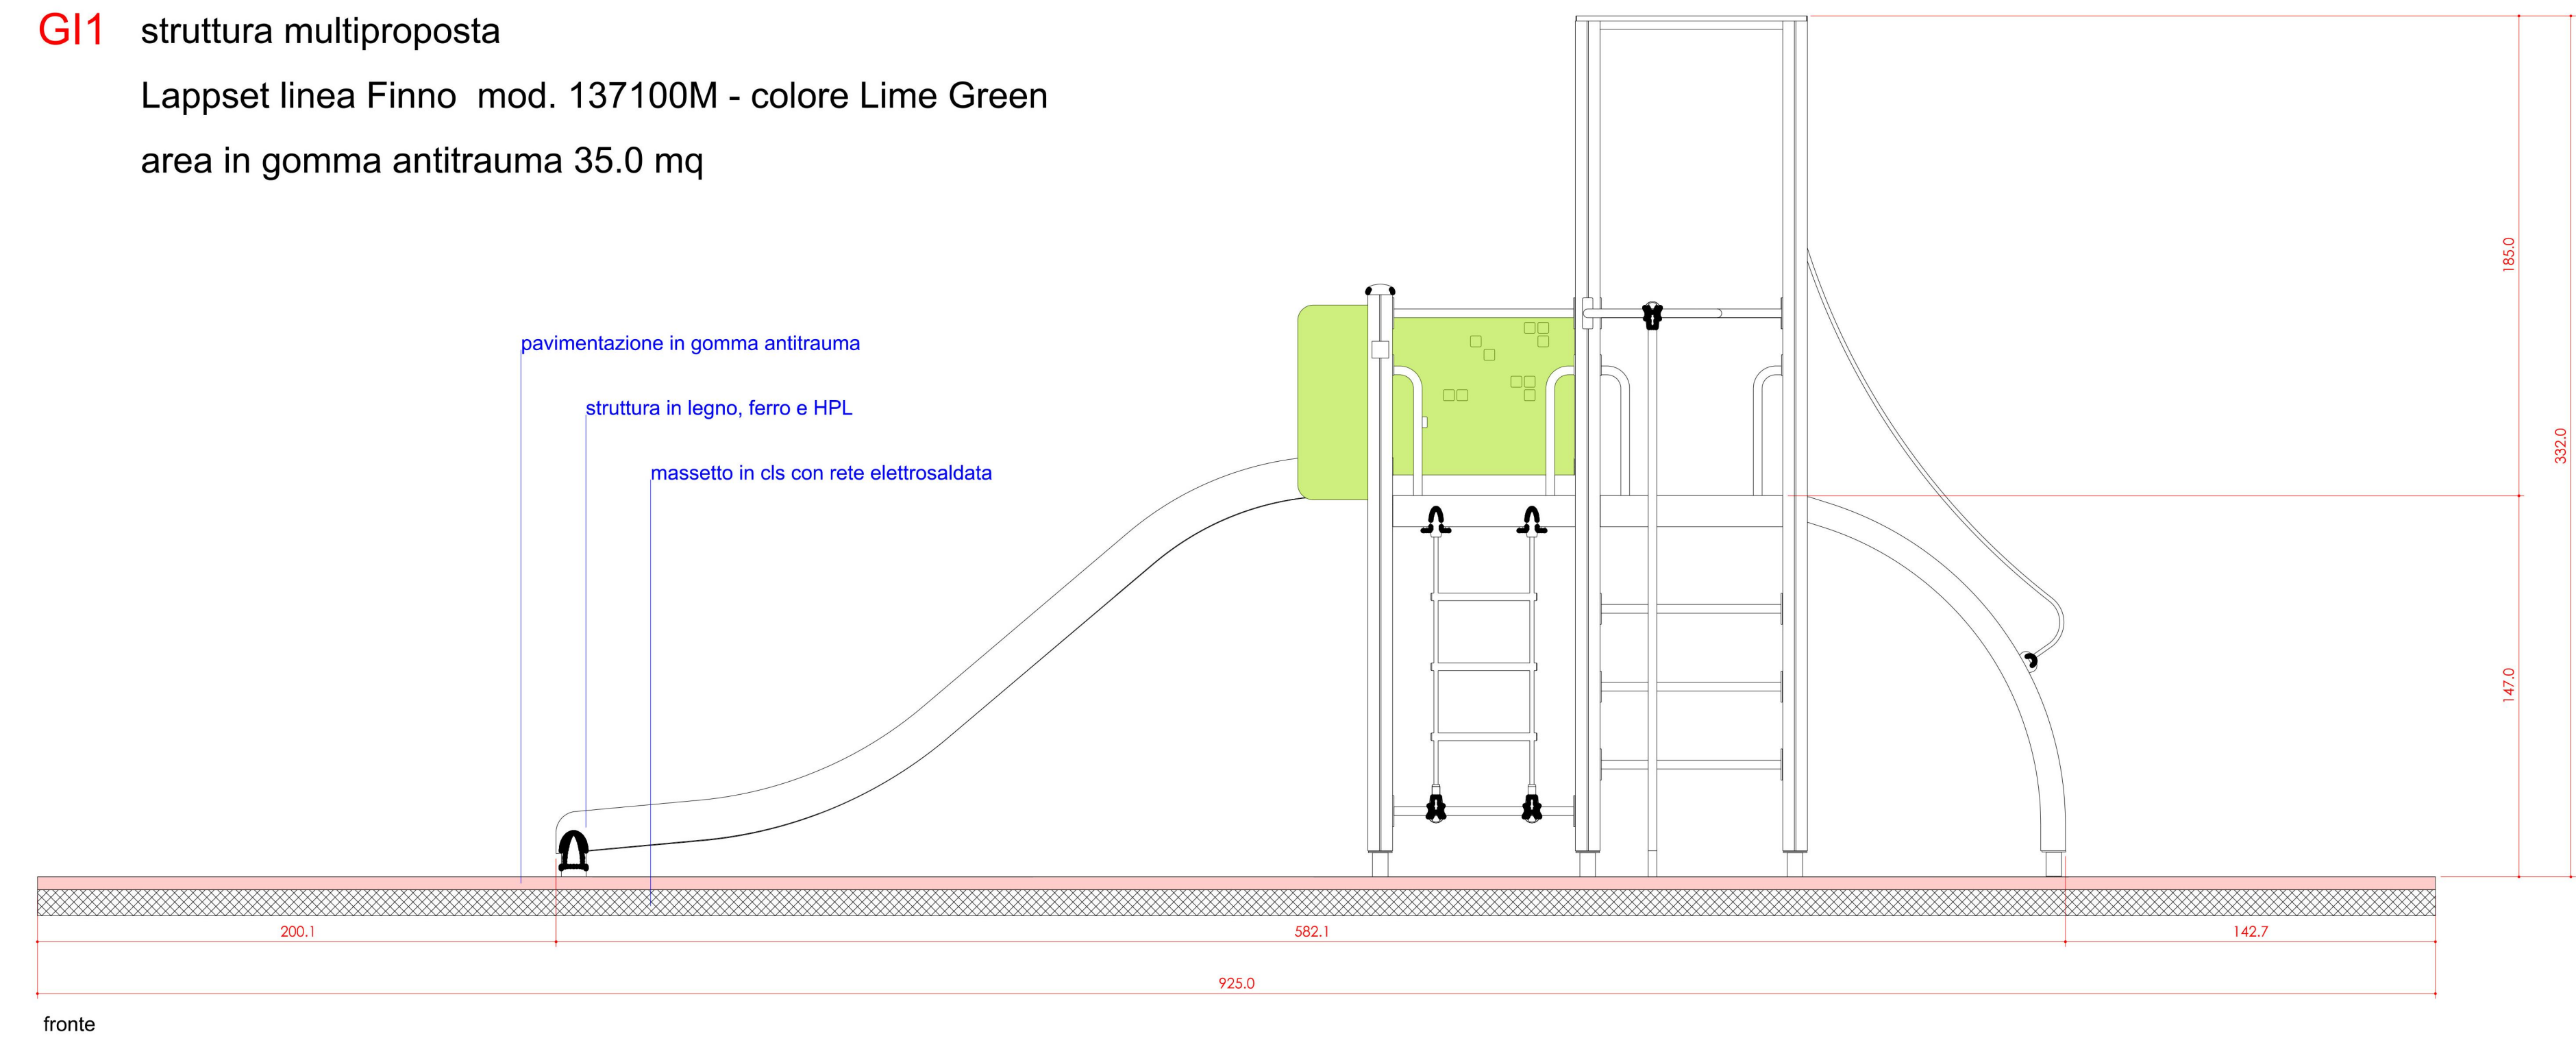 GI1 struttura multiproposta
Lappset linea Finno mod. 137100M - colore Lime Green
area in gomma antitrauma 35.0 mq
pavimentazione in gomma antitrauma
struttura in legno, ferro e HPL
massetto in cls con rete elettrosaldata
185.0
332.0
147.0
200.1
582.1
142.7
925.0
fronte